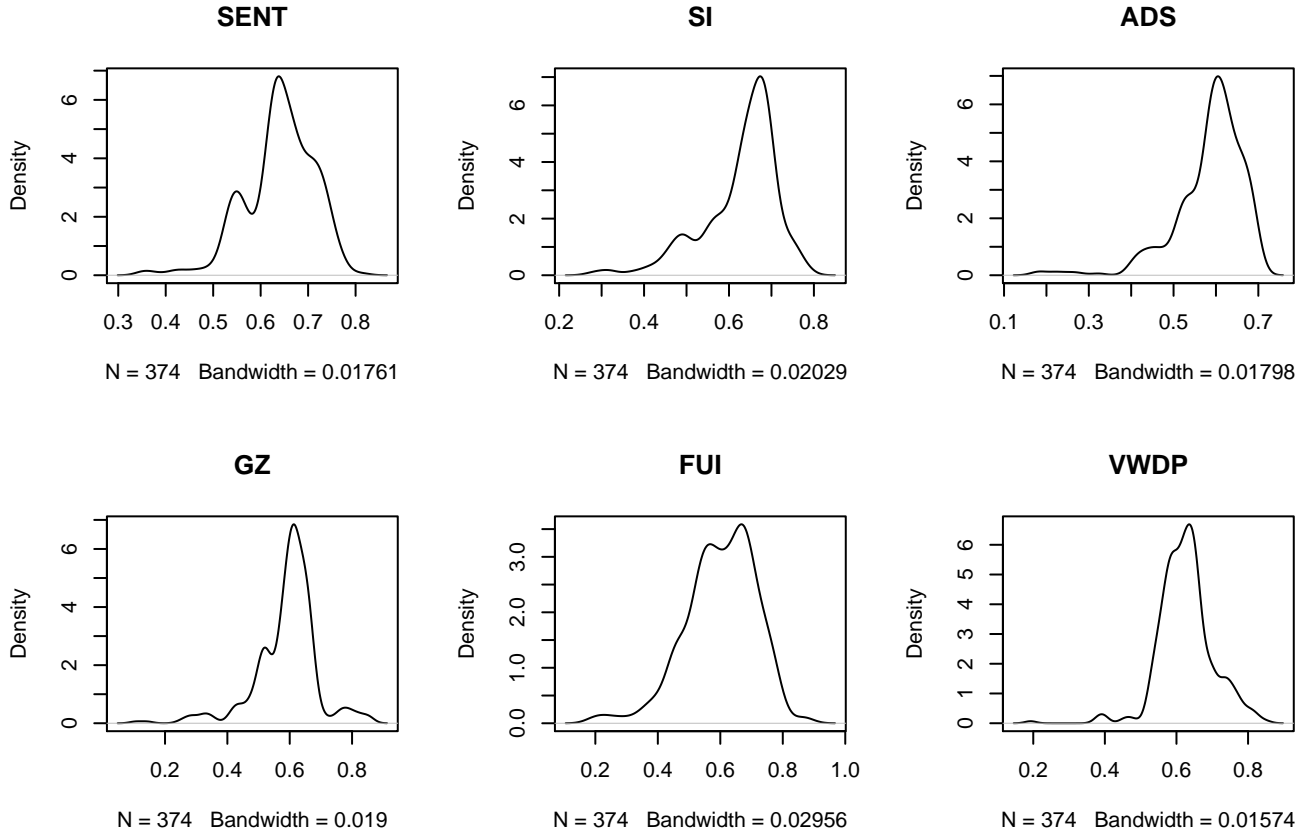 SENT
SI
ADS
Density
0 2 4 6
0.3 0.4 0.5 0.6 0.7 0.8
N = 374 Bandwidth = 0.01761
Density
0 2 4 6
0.2 0.4 0.6 0.8
N = 374 Bandwidth = 0.02029
Density
0 2 4 6
0.1 0.3 0.5 0.7
N = 374 Bandwidth = 0.01798
GZ
FUI
VWDP
Density
0 2 4 6
0.2 0.4 0.6 0.8
N = 374 Bandwidth = 0.019
Density
0.0 1.0 2.0 3.0
0.2 0.4 0.6 0.8 1.0
N = 374 Bandwidth = 0.02956
Density
0 1 2 3 4 5 6
0.2 0.4 0.6 0.8
N = 374 Bandwidth = 0.01574